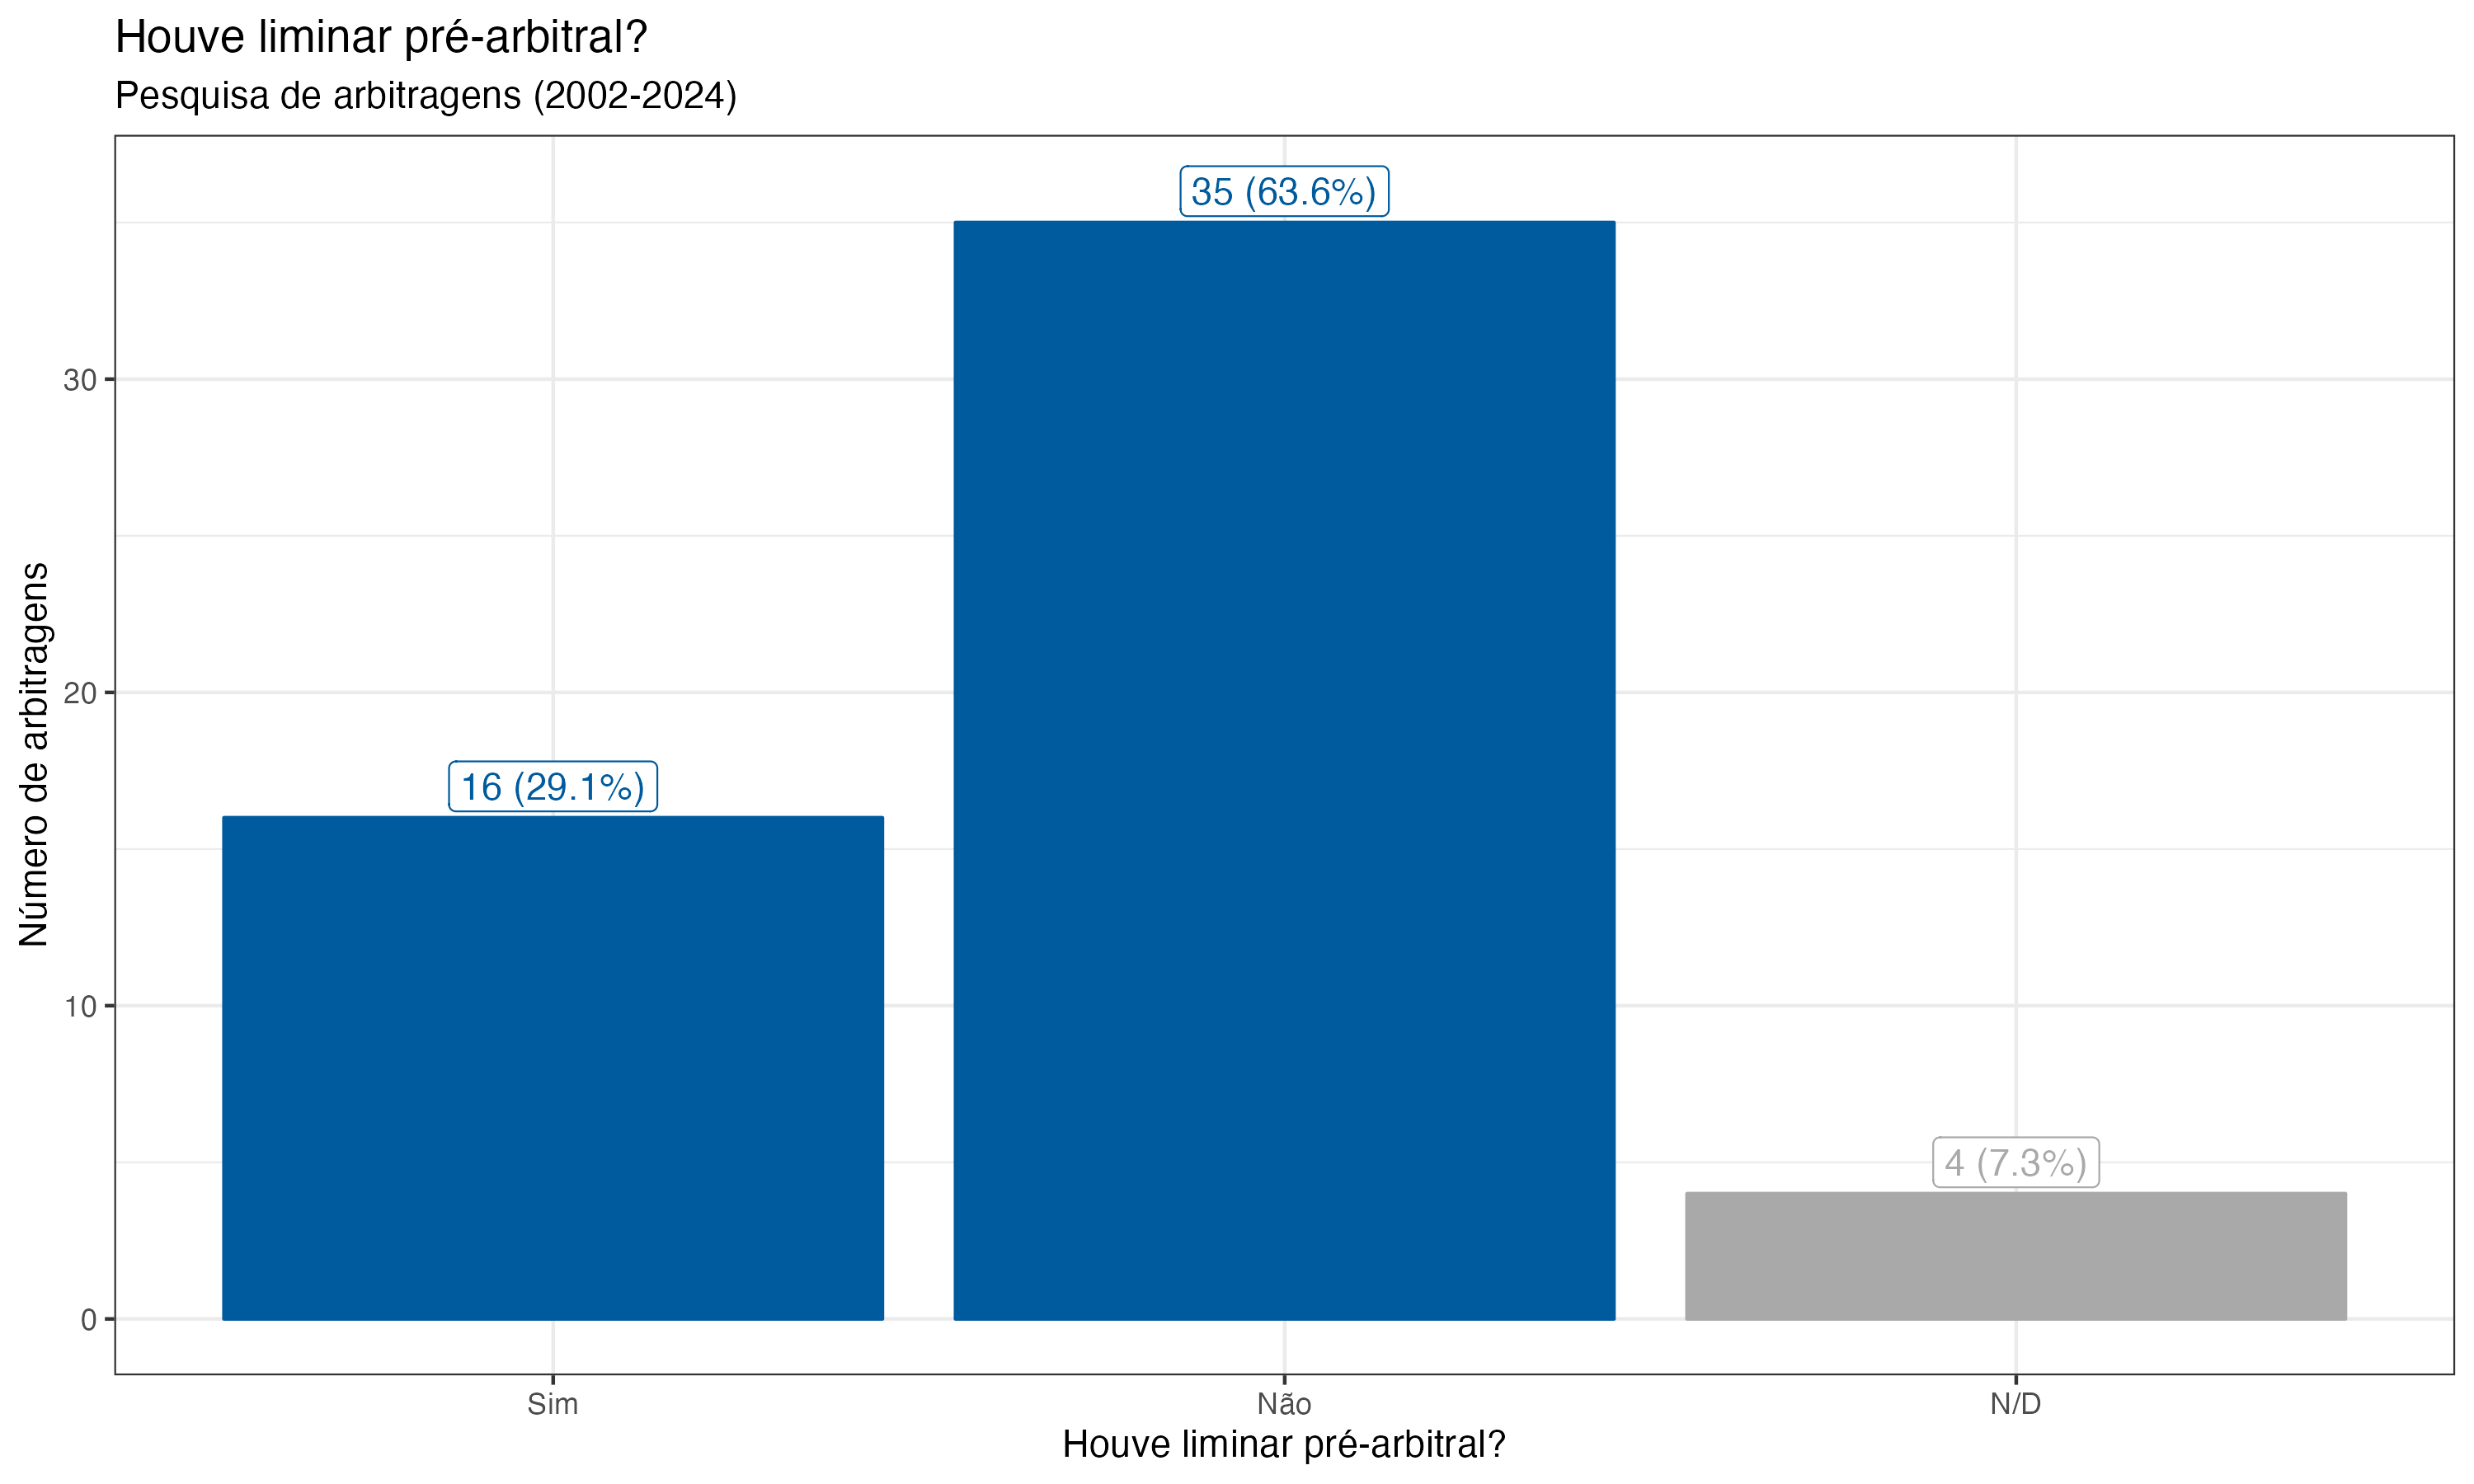 Houve liminar pré-arbitral?
Pesquisa de arbitragens (2002-2024)
Número de arbitragens
30
20
10
0
16 (29.1%)
35 (63.6%)
4 (7.3%)
Sim
Não
N/D
Houve liminar pré-arbitral?